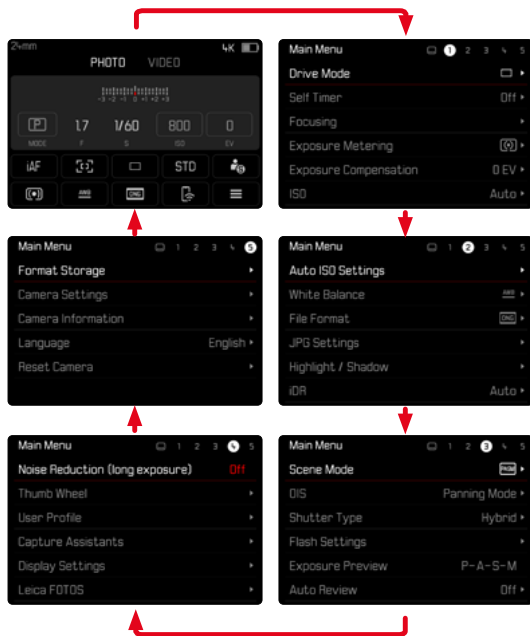 24mm 4K
PHOTO VIDEO
-3 -2 -1 0 +1 +2 +3
P 1.7 1/60 800 0
MODE F S ISO EV
iAF STD
AWB DNG
Main Menu 1 2 3 4 5
Drive Mode
Self Timer Off
Focusing
Exposure Metering
Exposure Compensation 0 EV
ISO Auto
Main Menu 1 2 3 4 5
Format Storage
Camera Settings
Camera Information
Language English
Reset Camera
Main Menu 1 2 3 4 5
Auto ISO Settings
White Balance AWB
File Format DNG
JPG Settings
Highlight / Shadow
iDR Auto
Main Menu 1 2 3 4 5
Noise Reduction (long exposure) Off
Thumb Wheel
User Profile
Capture Assistants
Display Settings
Leica FOTOS
Main Menu 1 2 3 4 5
Scene Mode PASM
OIS Panning Mode
Shutter Type Hybrid
Flash Settings
Exposure Preview P-A-S-M
Auto Review Off